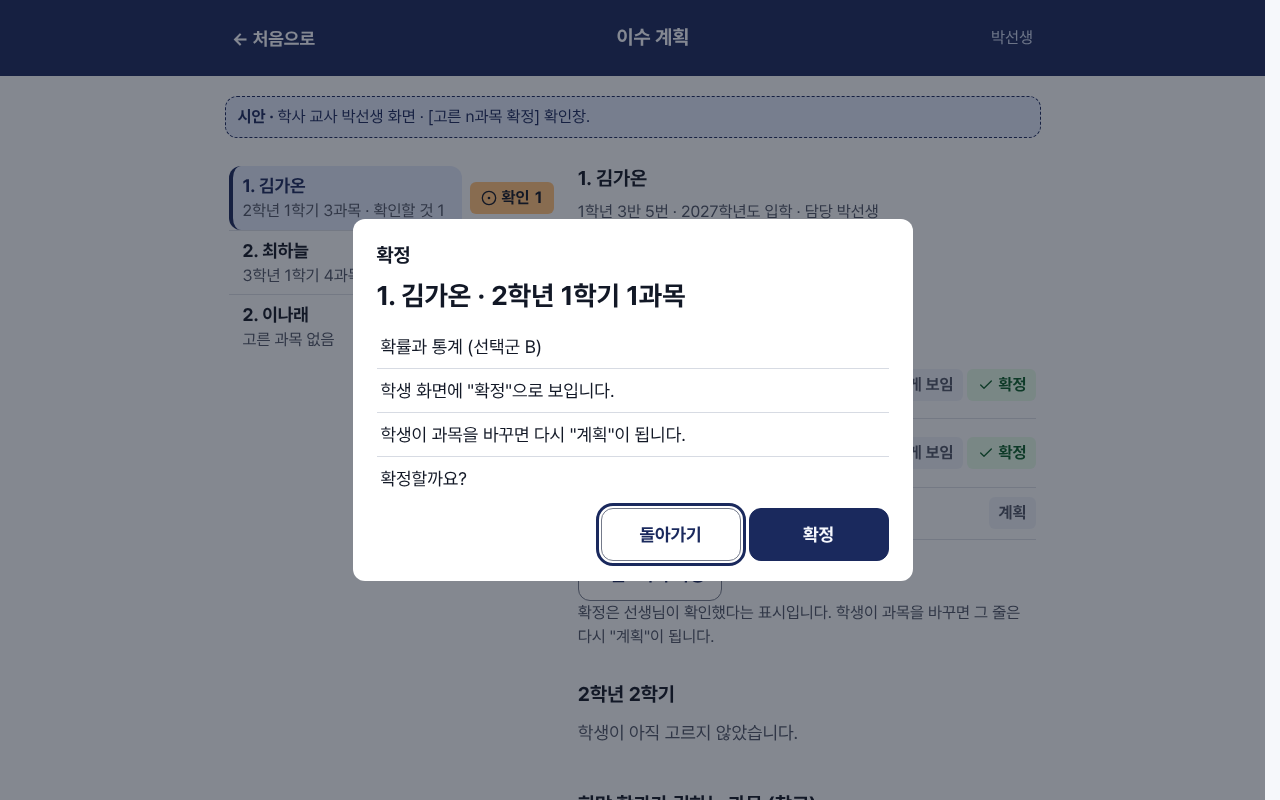 ← 처음으로
이수 계획
박선생
시안 · 학사 교사 박선생 화면 · [고른 n과목 확정] 확인창.
1. 김가온
2학년 1학기 3과목 · 확인할 것 1
확인 1
2. 최하늘
3학년 1학기 4과목
2. 이나래
고른 과목 없음
1. 김가온
1학년 3반 5번 · 2027학년도 입학 · 담당 박선생
확정
1. 김가온 · 2학년 1학기 1과목
확률과 통계 (선택군 B)
학생 화면에 "확정"으로 보입니다.
학생이 과목을 바꾸면 다시 "계획"이 됩니다.
확정할까요?
돌아가기
확정
보임
확정
보임
확정
계획
확정은 선생님이 확인했다는 표시입니다. 학생이 과목을 바꾸면 그 줄은
다시 "계획"이 됩니다.
2학년 2학기
학생이 아직 고르지 않았습니다.